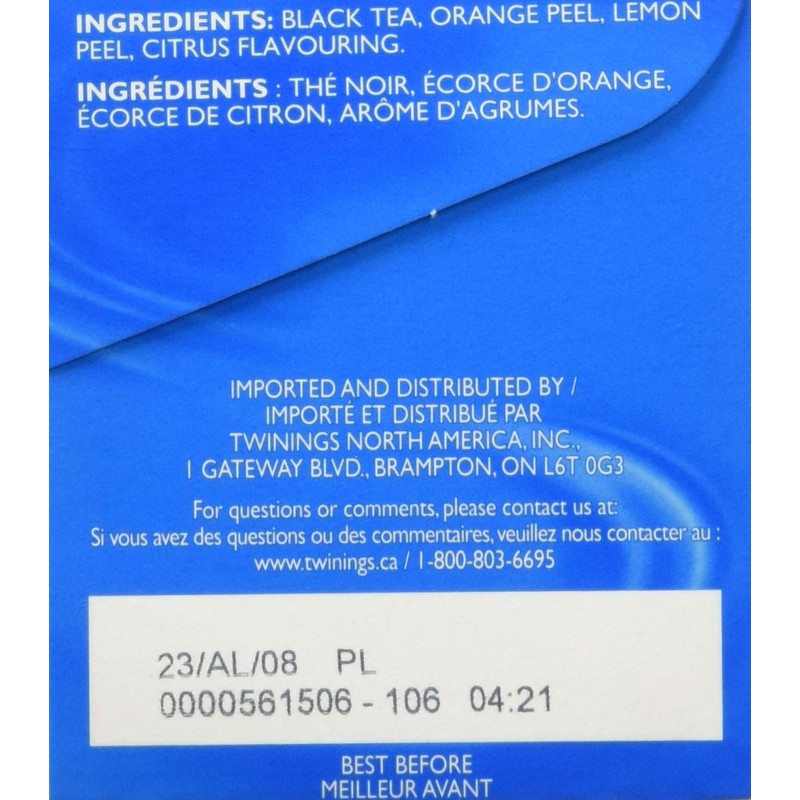 INGREDIENTS: BLACK TEA, ORANGE PEEL, LEMON
PEEL, CITRUS FLAVOURING.
INGRÉDIENTS : THÉ NOIR, ÉCORCE D'ORANGE,
ÉCORCE DE CITRON, ARÔME D'AGRUMES.
IMPORTED AND DISTRIBUTED BY /
IMPORTÉ ET DISTRIBUÉ PAR
TWININGS NORTH AMERICA, INC.,
1 GATEWAY BLVD., BRAMPTON, ON L6T 0G3
For questions or comments, please contact us at:
Si vous avez des questions ou des commentaires, veuillez nous contacter au :
www.twinings.ca / 1-800-803-6695
23/AL/08 PL
0000561506 - 106 04:21
BEST BEFORE
MEILLEUR AVANT